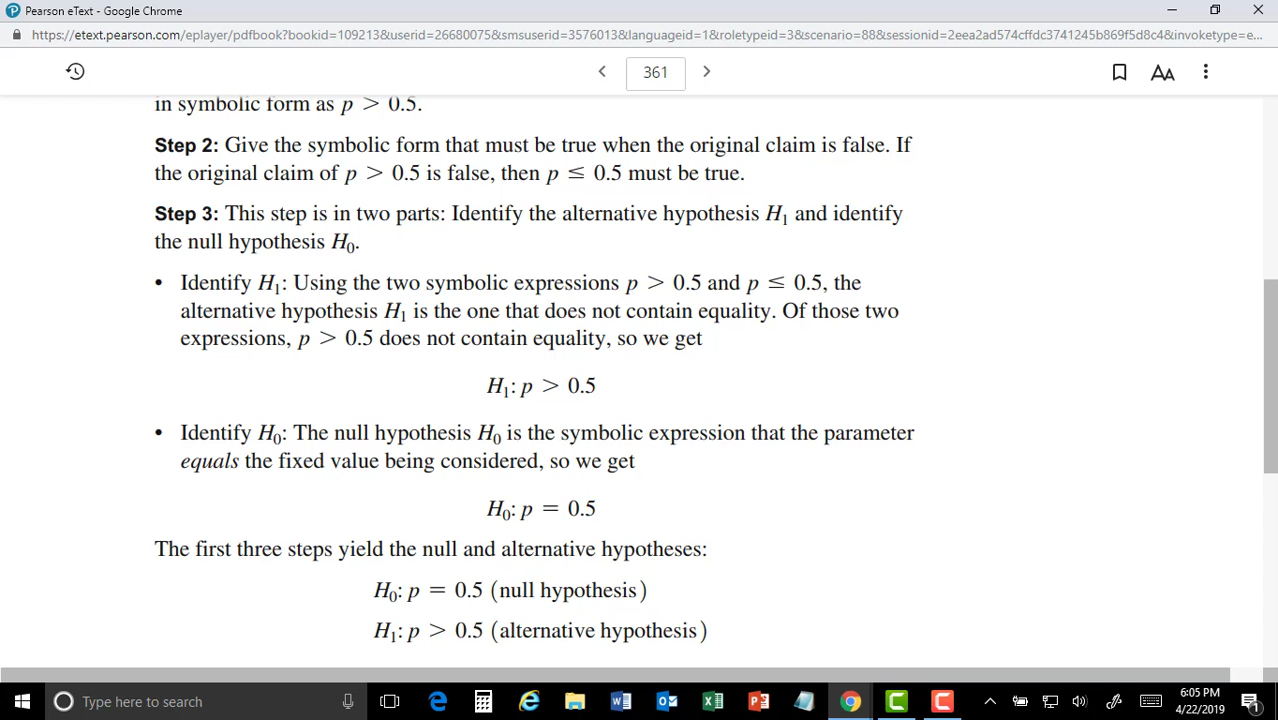 Pearson eText - Google Chrome
https://etext.pearson.com/eplayer/pdfbook?bookid=109213&userid=26680075&smsuserid=35760136&languageid=1&roletypeid=3&scenario=88&sessionid=2eea2ad574cffdc3741245b869f5d8c4&invoketype=e...
361
AA
in symbolic form as p > 0.5.
Step 2: Give the symbolic form that must be true when the original claim is false. If
the original claim of p > 0.5 is false, then p ≤ 0.5 must be true.
Step 3: This step is in two parts: Identify the alternative hypothesis H₁ and identify
the null hypothesis H₀.
• Identify H₁: Using the two symbolic expressions p > 0.5 and p ≤ 0.5, the
alternative hypothesis H₁ is the one that does not contain equality. Of those two
expressions, p > 0.5 does not contain equality, so we get
H₁: p > 0.5
• Identify H₀: The null hypothesis H₀ is the symbolic expression that the parameter
equals the fixed value being considered, so we get
H₀: p = 0.5
The first three steps yield the null and alternative hypotheses:
H₀: p = 0.5 (null hypothesis)
H₁: p > 0.5 (alternative hypothesis)
Type here to search
6:05 PM
4/22/2019